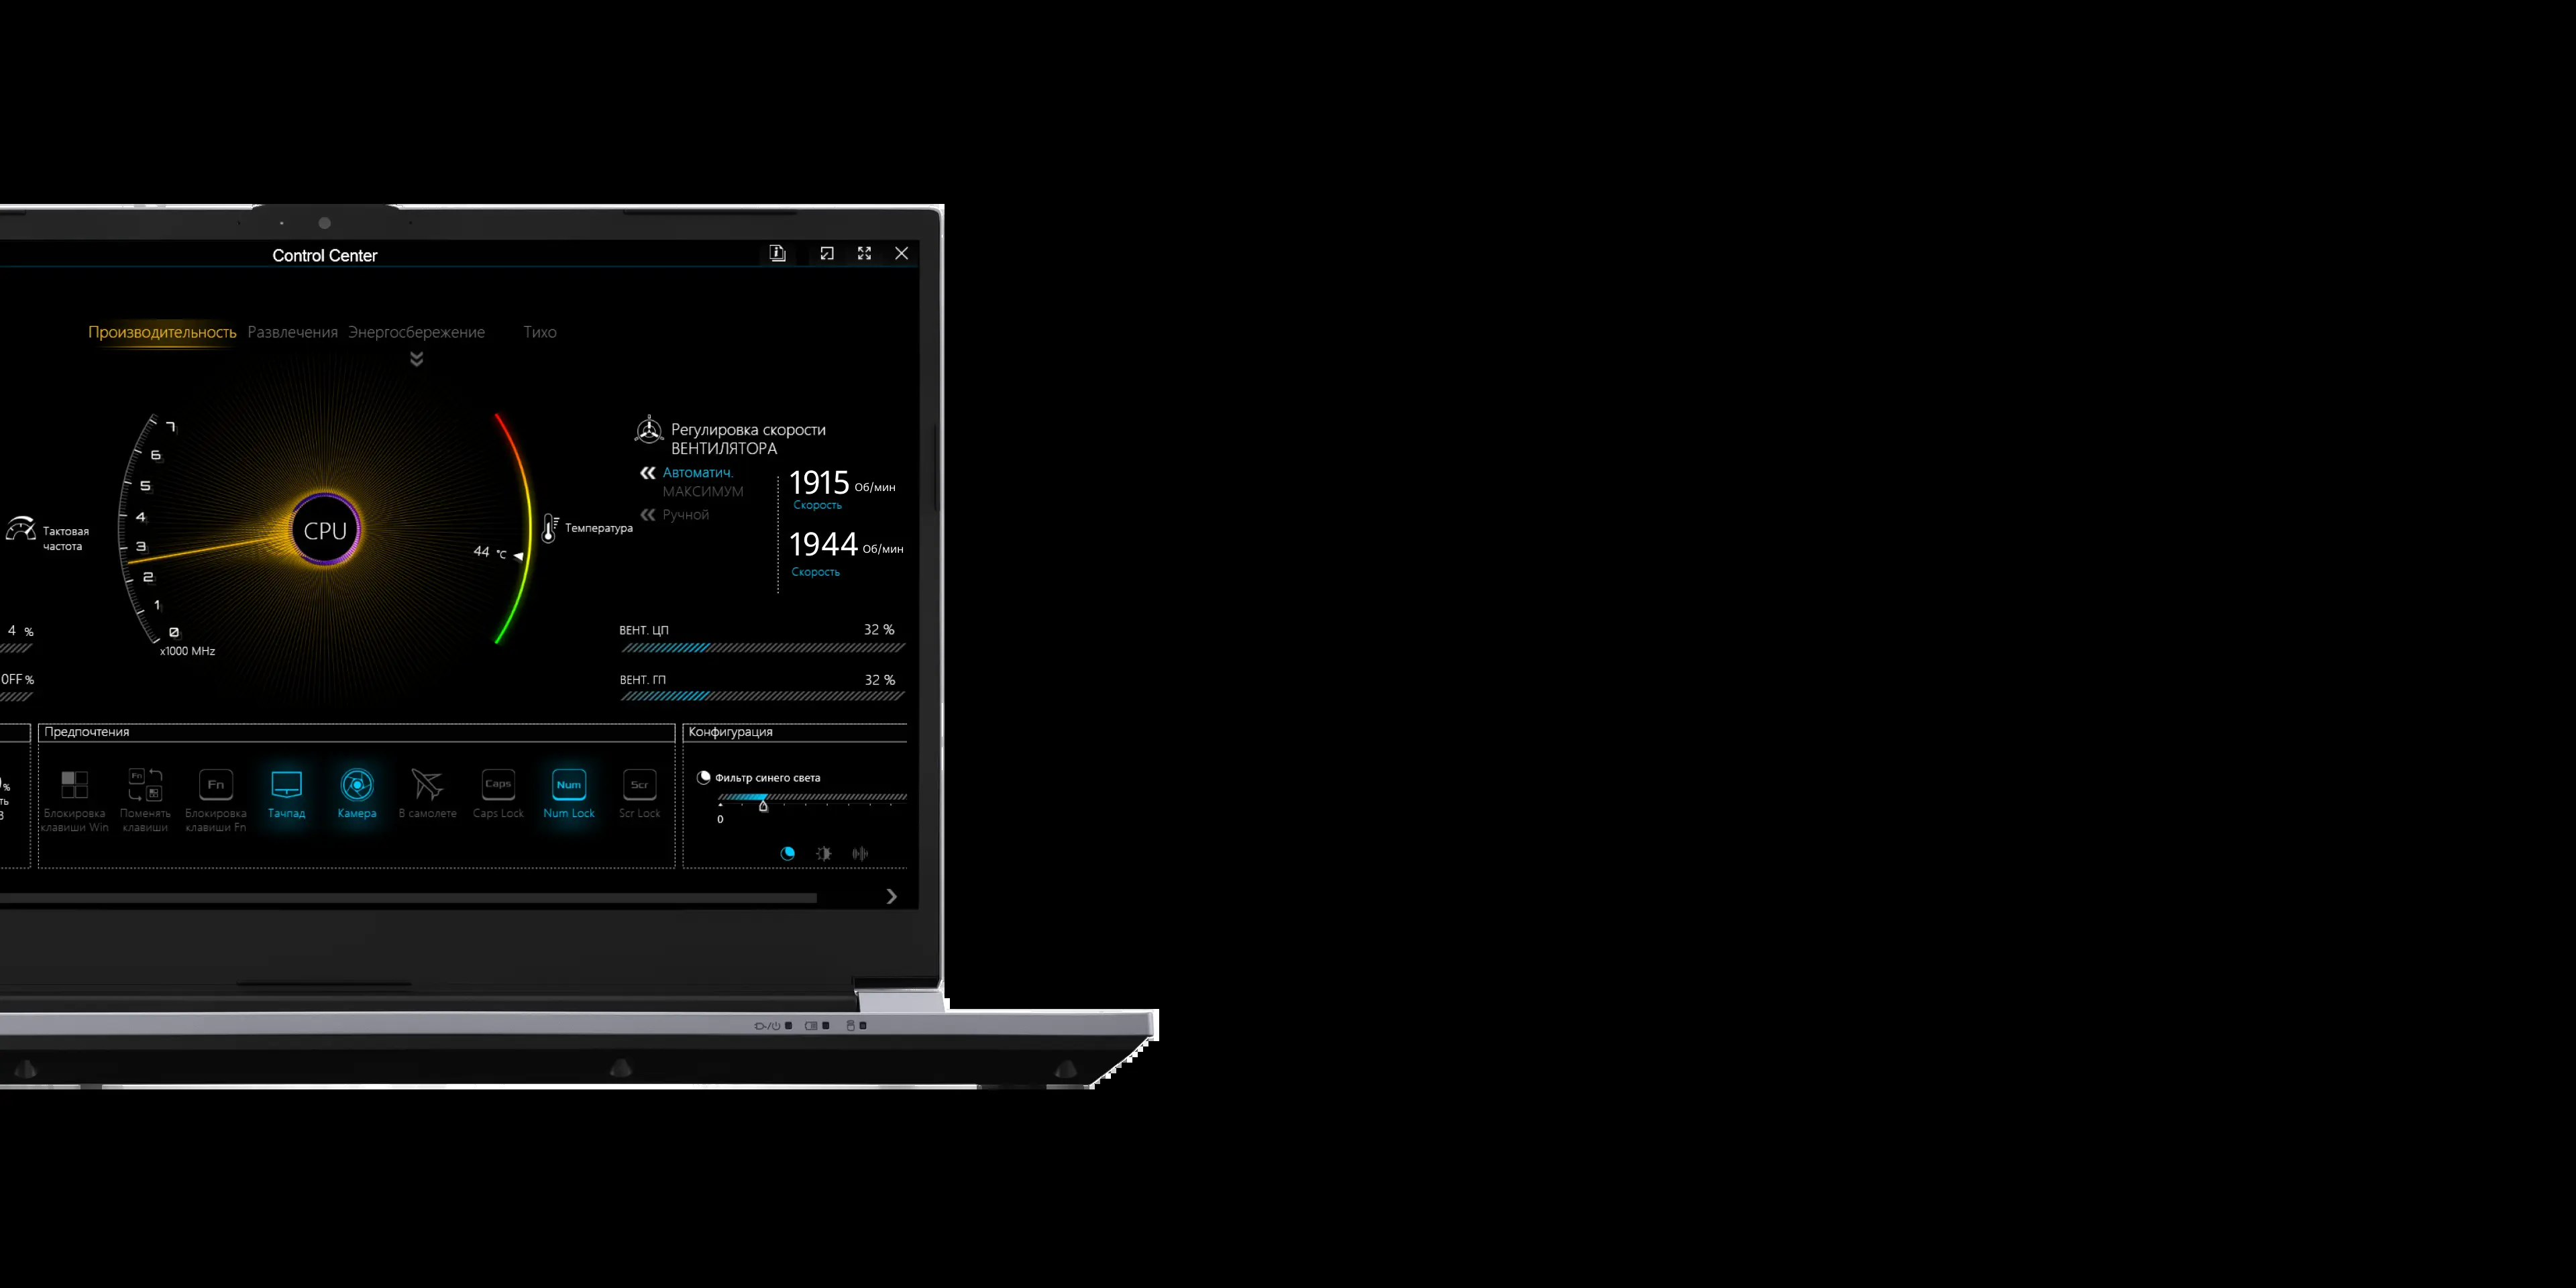 Control Center
Производительность Развлечения Энергосбережение Тихо
7
6
5
4
3
2
1
0
x1000 MHz
Тактовая
частота
CPU
44 °C
Температура
Регулировка скорости
ВЕНТИЛЯТОРА
Автоматич.
МАКСИМУМ
Ручной
1915 Об/мин
Скорость
1944 Об/мин
Скорость
4 %
OFF %
ВЕНТ. ЦП 32 %
ВЕНТ. ГП 32 %
Предпочтения
Fn
Fn
Caps
Num
Scr
Блокировка
клавиши Win
Поменять
клавиши
Блокировка
клавиши Fn
Тачпад
Камера
В самолете
Caps Lock
Num Lock
Scr Lock
%
ть
Конфигурация
Фильтр синего света
0